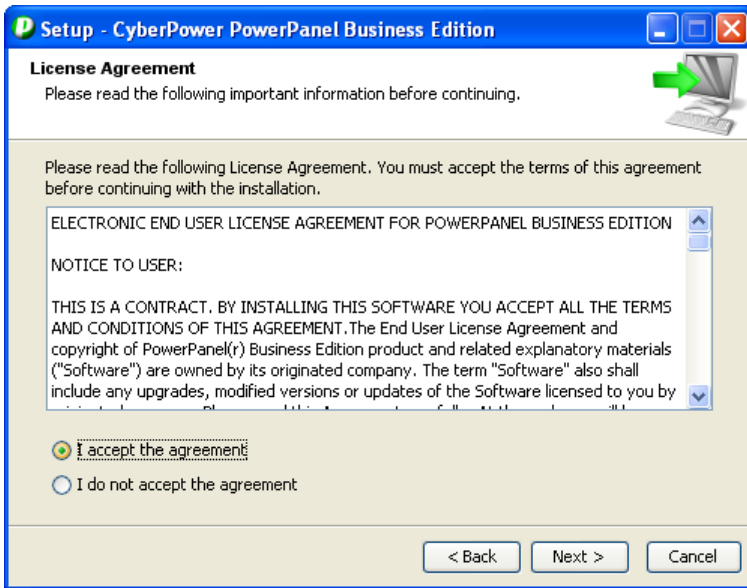 Setup - CyberPower PowerPanel Business Edition
License Agreement
Please read the following important information before continuing.
Please read the following License Agreement. You must accept the terms of this agreement
before continuing with the installation.
ELECTRONIC END USER LICENSE AGREEMENT FOR POWERPANEL BUSINESS EDITION
NOTICE TO USER:
THIS IS A CONTRACT. BY INSTALLING THIS SOFTWARE YOU ACCEPT ALL THE TERMS
AND CONDITIONS OF THIS AGREEMENT.The End User License Agreement and
copyright of PowerPanel(r) Business Edition product and related explanatory materials
("Software") are owned by its originated company. The term "Software" also shall
include any upgrades, modified versions or updates of the Software licensed to you by
I accept the agreement
I do not accept the agreement
< Back
Next >
Cancel